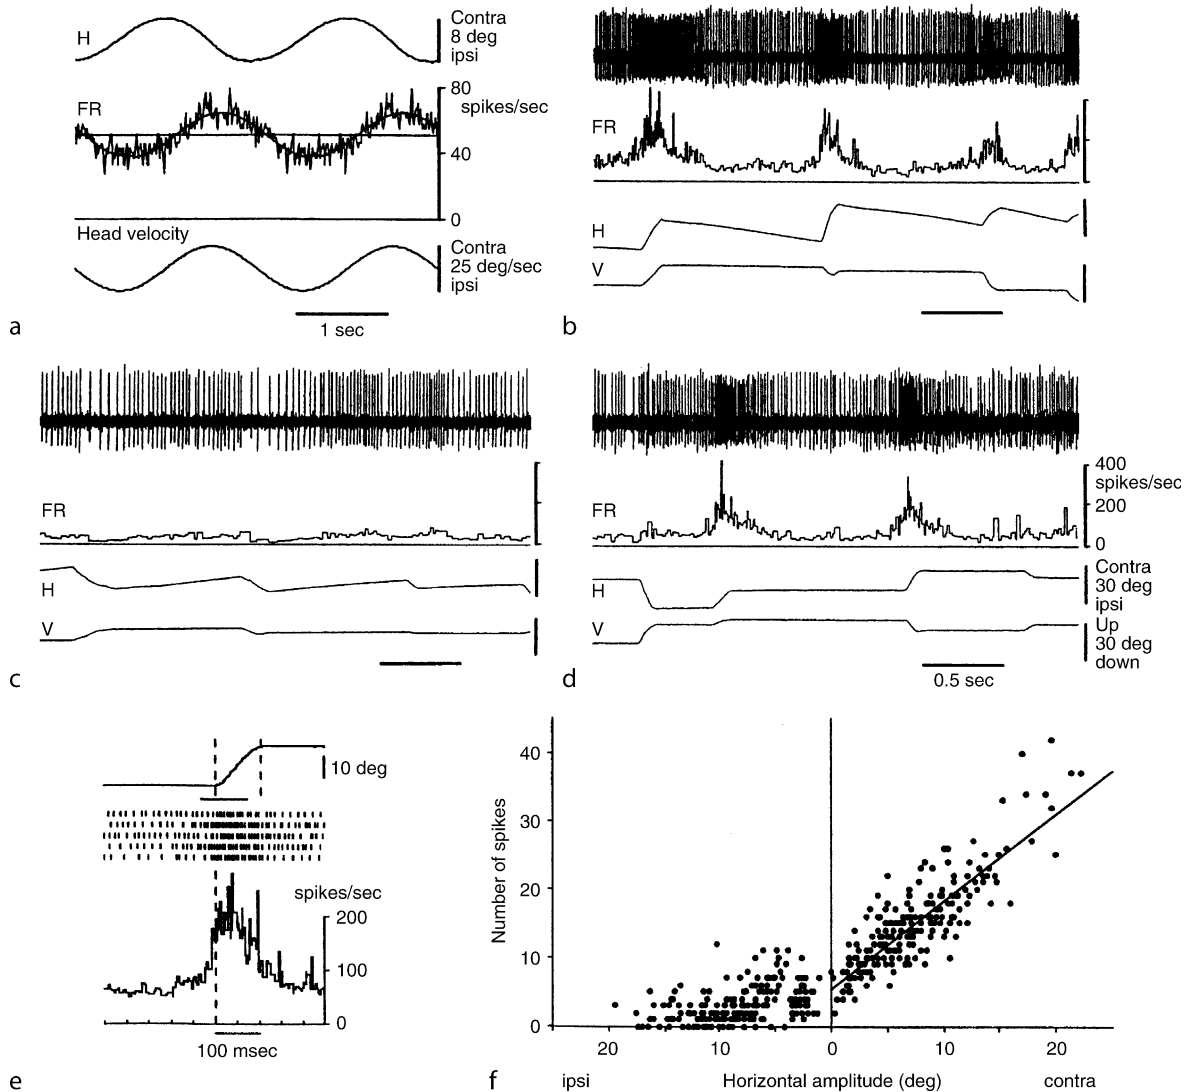 H
Contra
8 deg
ipsi
FR
80
spikes/sec
40
0
Head velocity
Contra
25 deg/sec
ipsi
1 sec
a
FR
H
V
b
FR
H
V
c
FR
400
spikes/sec
200
0
H
Contra
30 deg
ipsi
V
Up
30 deg
down
0.5 sec
d
10 deg
spikes/sec
200
100
0
100 msec
e
Number of spikes
40
30
20
10
0
20 10 0 10 20
ipsi Horizontal amplitude (deg) contra
f